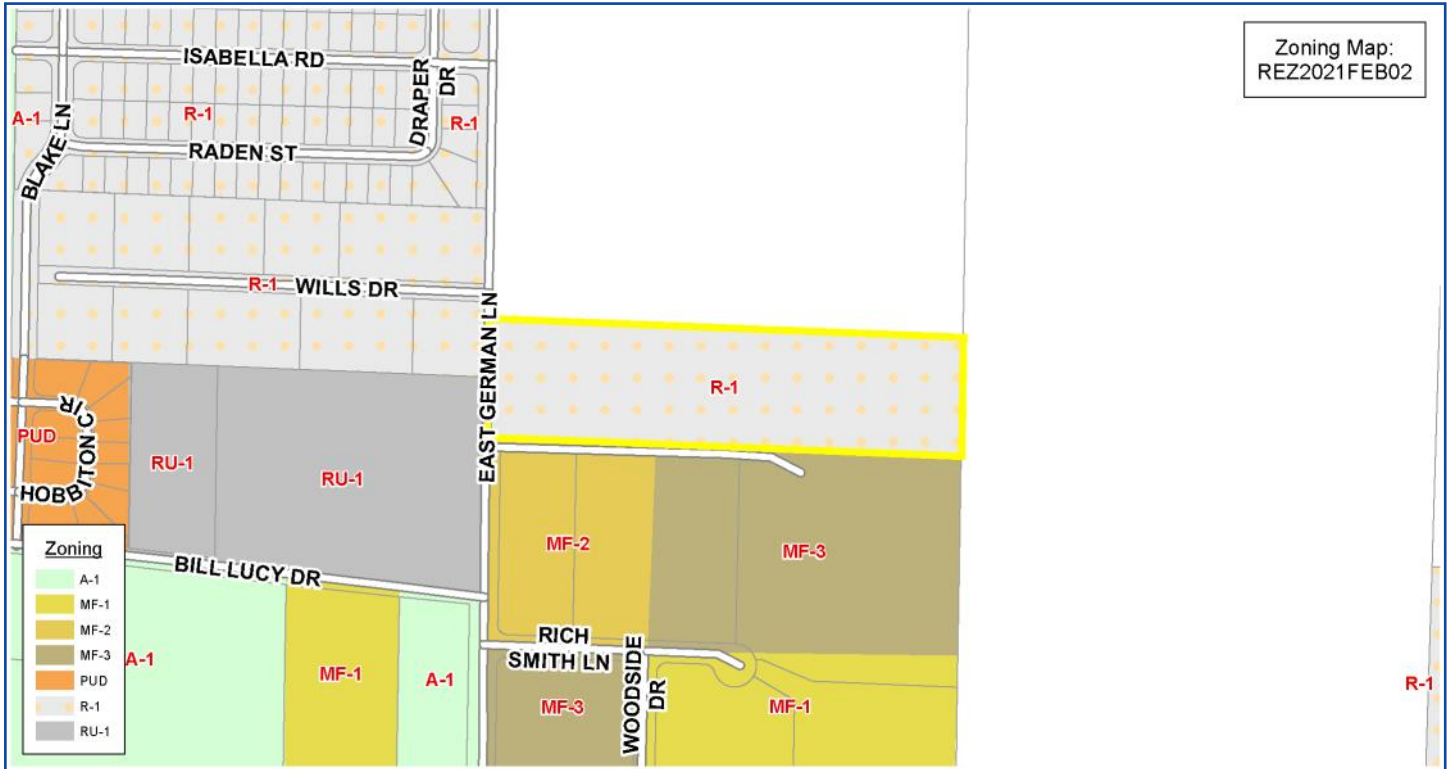 Zoning Map:
REZ2021FEB02
ISABELLA RD
DRAPER
DR
A-1
R-1
R-1
BLAKE LN
RADEN ST
R-1
WILLS DR
EAST GERMAN LN
R-1
PUD
HOBBITON CIR
RU-1
RU-1
MF-2
MF-3
BILL LUCY DR
RICH
SMITH LN
WOODSIDE
DR
A-1
MF-1
A-1
MF-3
MF-1
R-1
Zoning
A-1
MF-1
MF-2
MF-3
PUD
R-1
RU-1